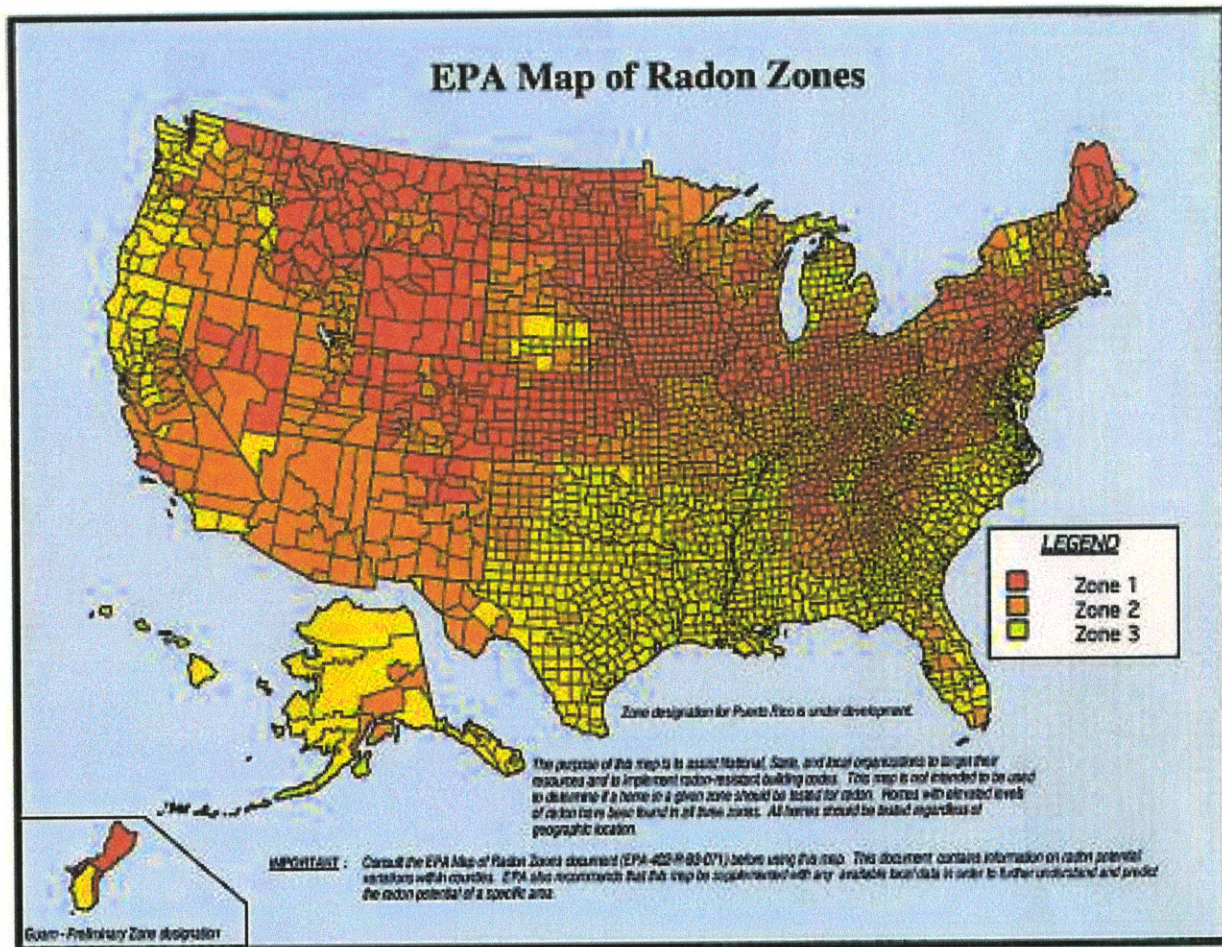 EPA Map of Radon Zones
LEGEND
Zone 1
Zone 2
Zone 3
Zone designation for Puerto Rico is under development.
The purpose of this map is to assist National, State, and local organizations to target their
resources and to implement radon-resistant building codes. This map is not intended to be used
to determine if a home in a given zone should be tested for radon. Homes with elevated levels
of radon have been found in all three zones. All homes should be tested regardless of
geographic location.
IMPORTANT : Consult the EPA Map of Radon Zones document (EPA-402-R-93-071) before using this map. This document contains information on radon potential
variations within counties. EPA also recommends that this map be supplemented with any available local data in order to further understand and predict
the radon potential of a specific area.
Guam - Preliminary Zone designation